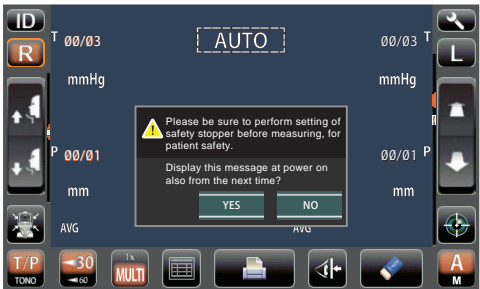 ID
AUTO
R
L
T 00/03
00/03 T
mmHg
mmHg
Please be sure to perform setting of
safety stopper before measuring, for
patient safety.
Display this message at power on
also from the next time?
YES
NO
P 00/01
00/01 P
mm
mm
AVG
AVG
T/P
TONO
30
60
1x
MULTI
A
M